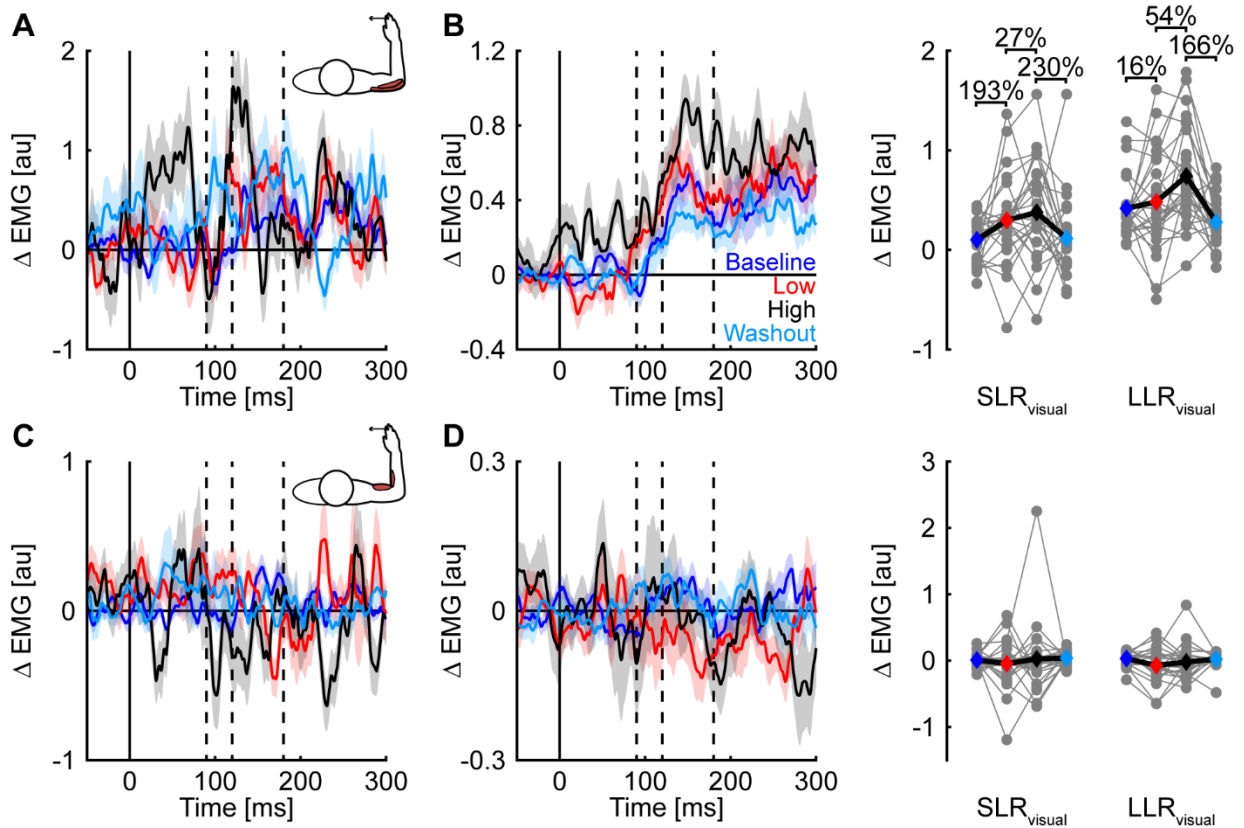 A
Δ EMG [au]
2
1
0
-1
0
100
200
300
Time [ms]
B
Δ EMG [au]
1.2
0.8
0.4
0
-0.4
Baseline
Low
High
Washout
0
100
200
300
Time [ms]
Δ EMG [au]
2
1
0
-1
193%
27%
230%
16%
54%
166%
SLRvisual
LLRvisual
C
Δ EMG [au]
1
0
-1
0
100
200
300
Time [ms]
D
Δ EMG [au]
0.3
0
-0.3
0
100
200
300
Time [ms]
Δ EMG [au]
3
2
1
0
-1
SLRvisual
LLRvisual